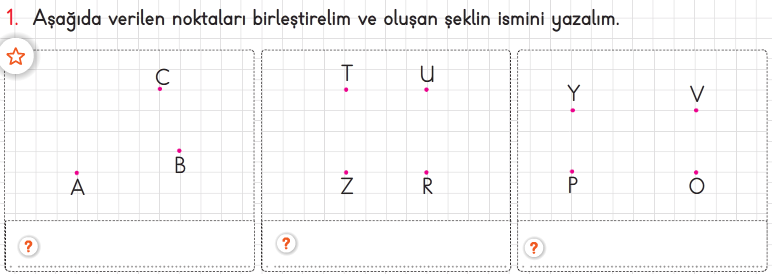 1. Aşağıda verilen noktaları birleştirelim ve oluşan şeklin ismini yazalım.
C
B
A
T U
Z R
Y V
P O
? ? ?